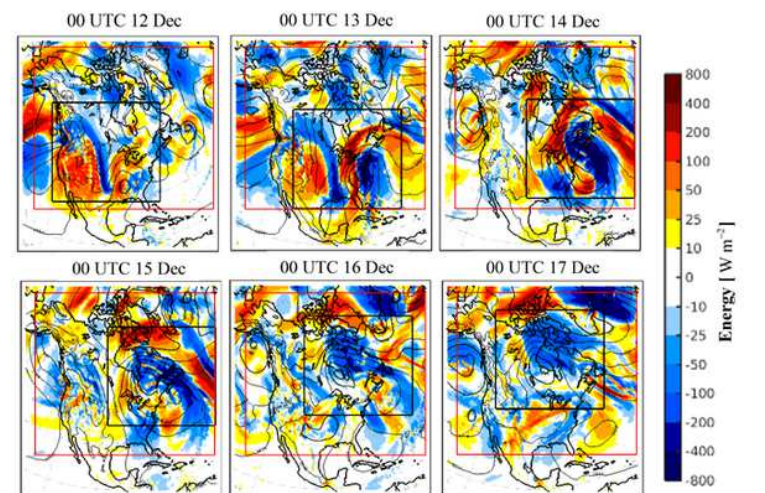 00 UTC 12 Dec
00 UTC 13 Dec
00 UTC 14 Dec
00 UTC 15 Dec
00 UTC 16 Dec
00 UTC 17 Dec
800
400
200
100
50
25
10
0
-10
-25
-50
-100
-200
-400
-800
Energy [ W m⁻²]